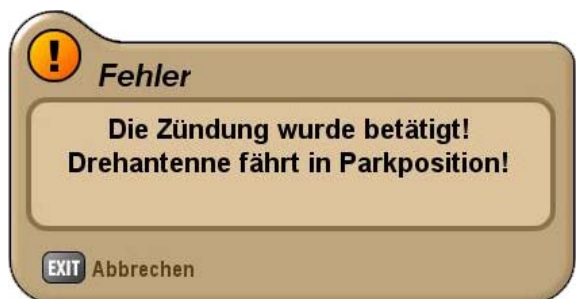 !
Fehler
Die Zündung wurde betätigt!
Drehantenne fährt in Parkposition!
EXIT Abbrechen